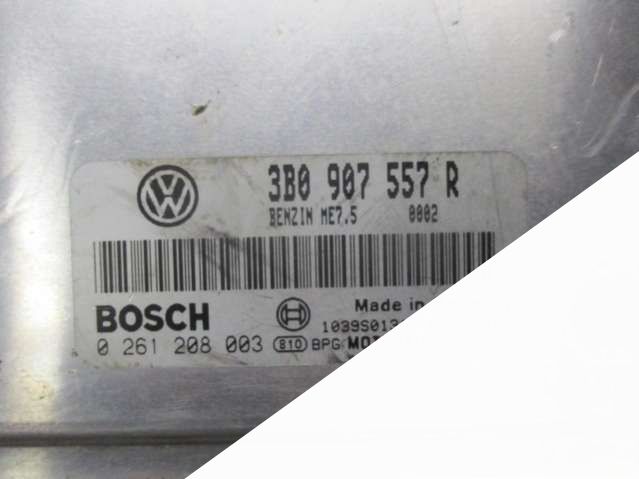 3B0 907 557 R
BENZIN ME7.5 0002
BOSCH Made in
0 261 208 003 810 BPG